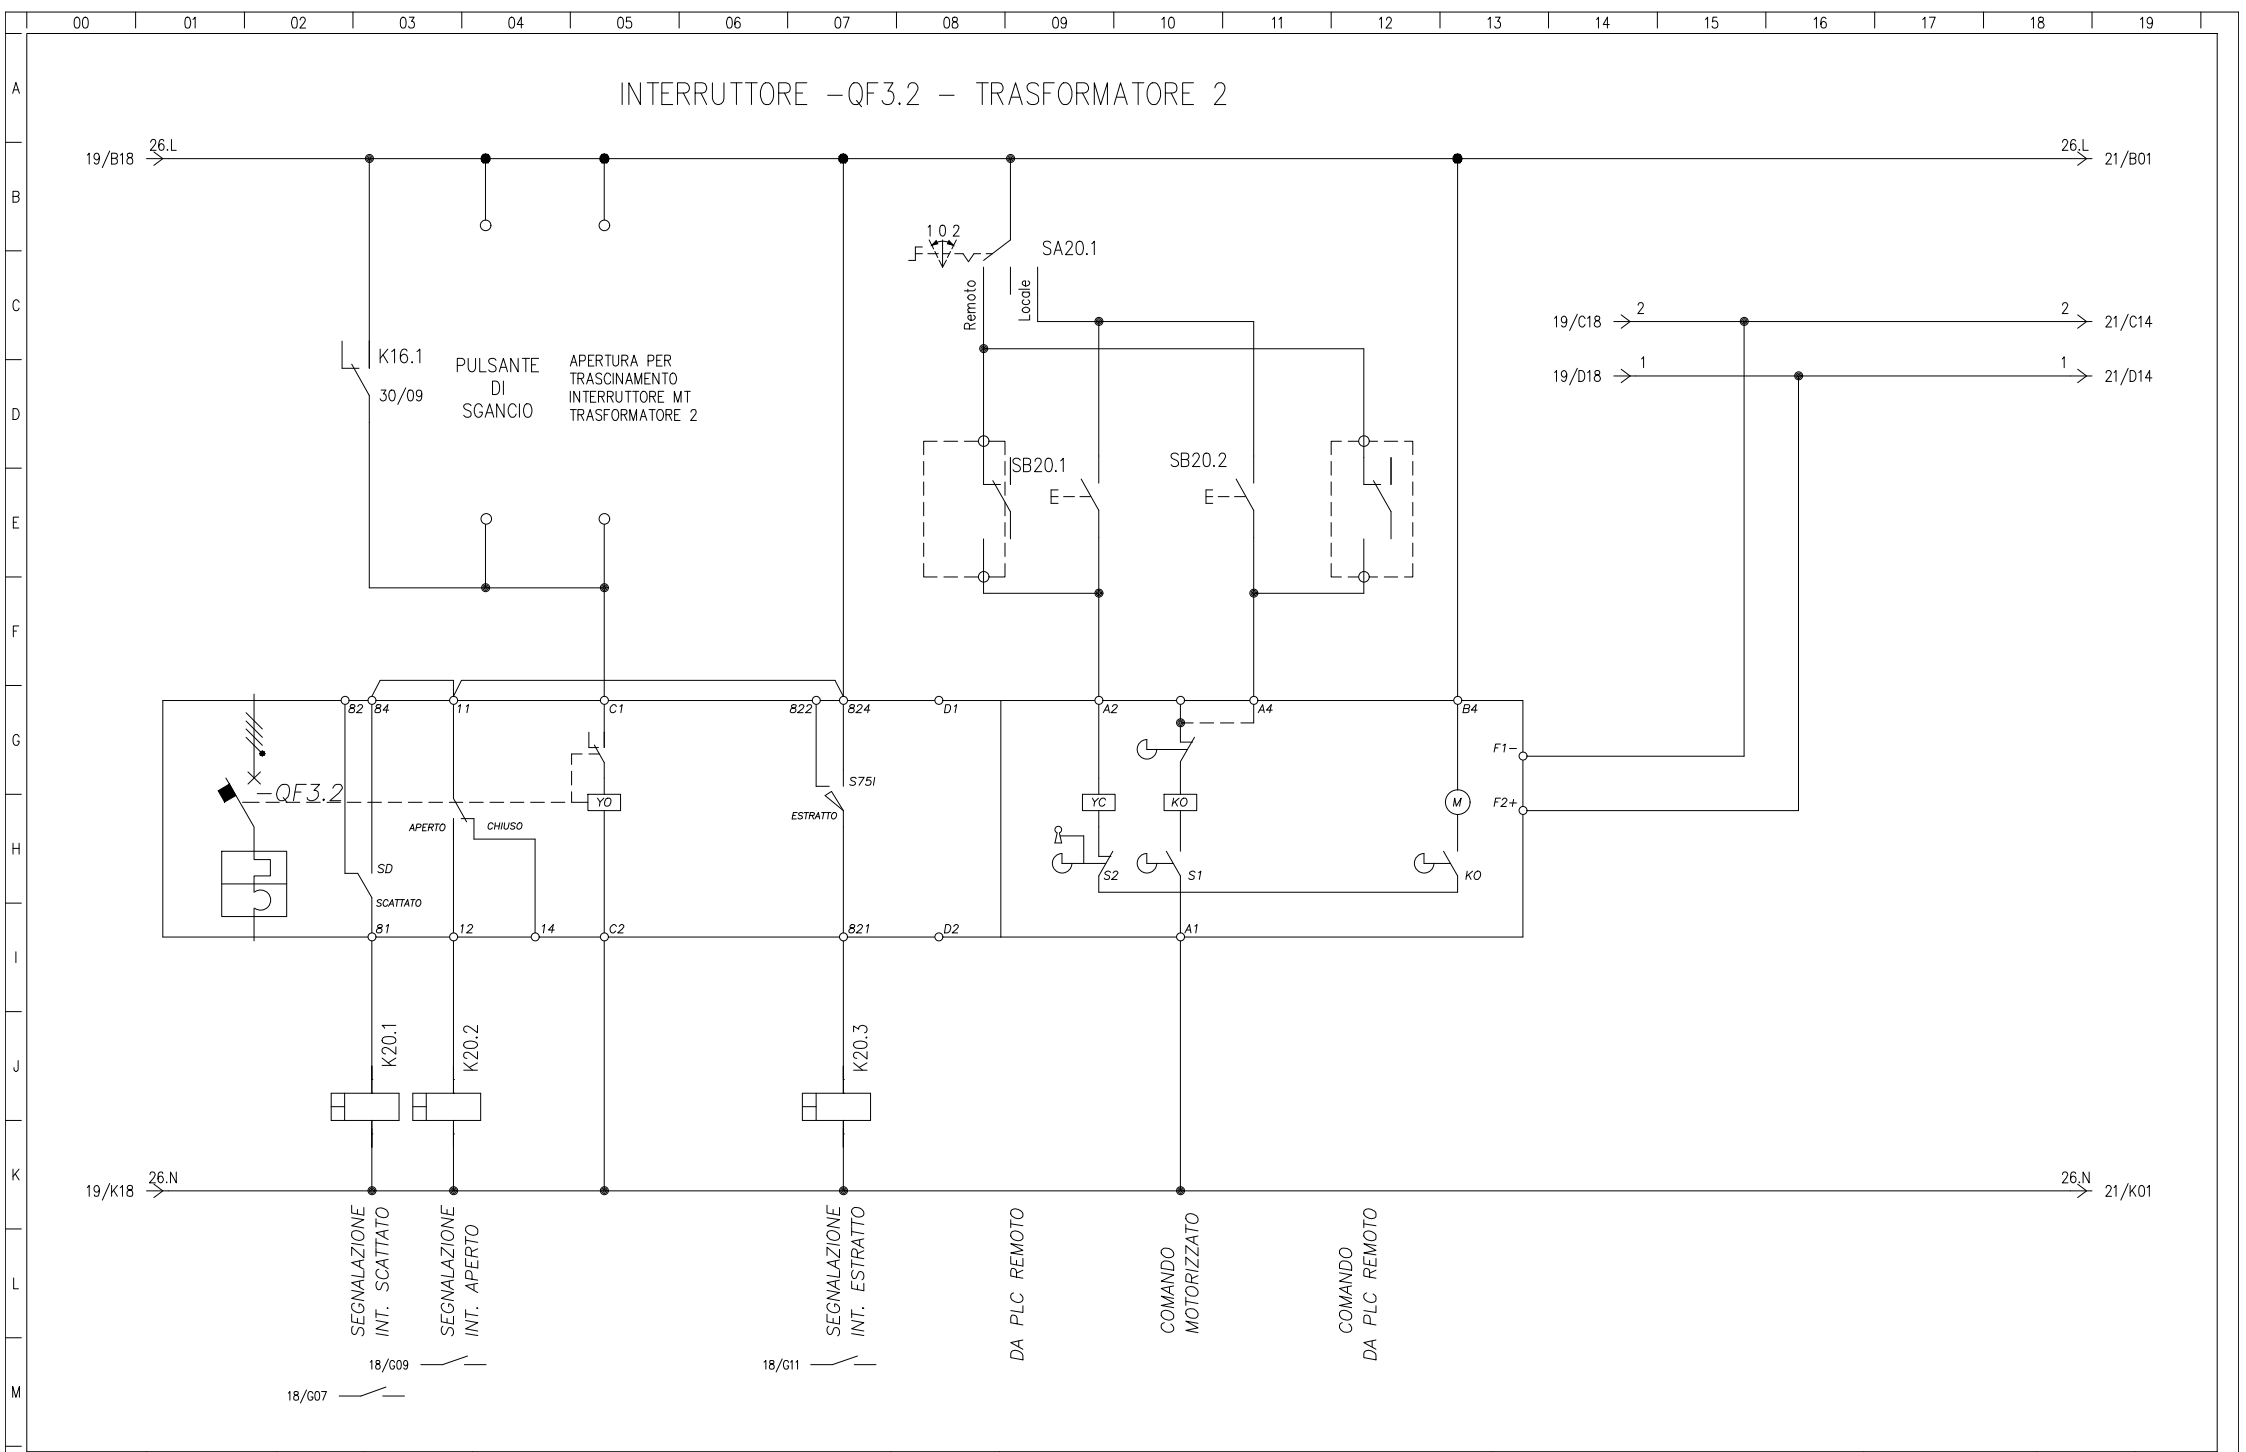 00 01 02 03 04 05 06 07 08 09 10 11 12 13 14 15 16 17 18 19
A
INTERRUTTORE -QF3.2 - TRASFORMATORE 2
19/B18 26.L
26.L 21/B01
B
1 0 2
SA20.1
F
Remoto
Locale
C
19/C18 2
2 21/C14
K16.1
30/09
PULSANTE
DI
SGANCIO
APERTURA PER
TRASCINAMENTO
INTERRUTTORE MT
TRASFORMATORE 2
19/D18 1
1 21/D14
D
SB20.1
SB20.2
E
E
E
F
82 84 11 C1 822 824 D1 A2 A4 B4
G
F1-
S75I
-QF3.2
YO
ESTRATTO
YC
KO
M
F2+
APERTO
CHIUSO
H
SD
S2
S1
KO
SCATTATO
81 12 14 C2 821 D2 A1
I
K20.1
K20.2
K20.3
J
K
19/K18 26.N
26.N 21/K01
SEGNALAZIONE
INT. SCATTATO
SEGNALAZIONE
INT. APERTO
SEGNALAZIONE
INT. ESTRATTO
DA PLC REMOTO
COMANDO
MOTORIZZATO
COMANDO
DA PLC REMOTO
L
18/G09
18/G11
M
18/G07